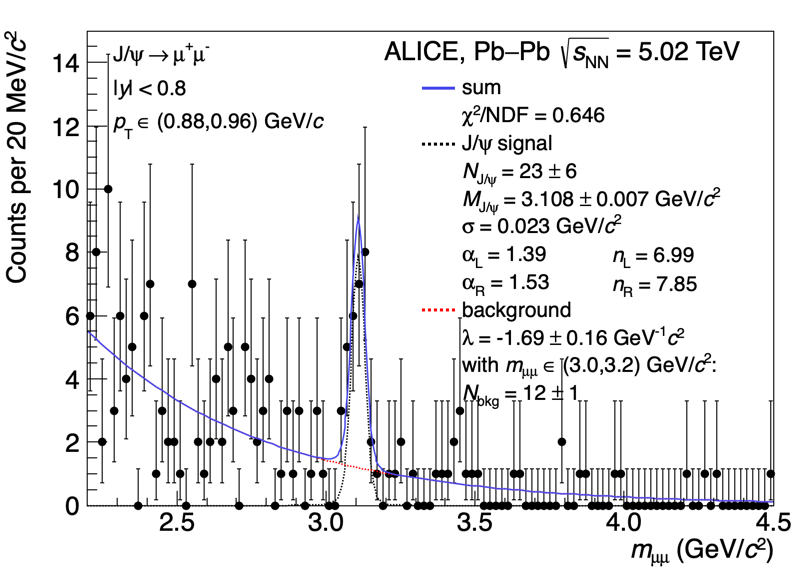 Counts per 20 MeV/c²
14
12
10
8
6
4
2
0
J/ψ → μ⁺μ⁻
|y| < 0.8
p_T ∈ (0.88,0.96) GeV/c
ALICE, Pb–Pb √s_NN = 5.02 TeV
sum
χ²/NDF = 0.646
J/ψ signal
N_J/ψ = 23 ± 6
M_J/ψ = 3.108 ± 0.007 GeV/c²
σ = 0.023 GeV/c²
α_L = 1.39 n_L = 6.99
α_R = 1.53 n_R = 7.85
background
λ = -1.69 ± 0.16 GeV⁻¹c²
with m_μμ ∈ (3.0,3.2) GeV/c²:
N_bkg = 12 ± 1
2.5 3.0 3.5 4.0 4.5
m_μμ (GeV/c²)